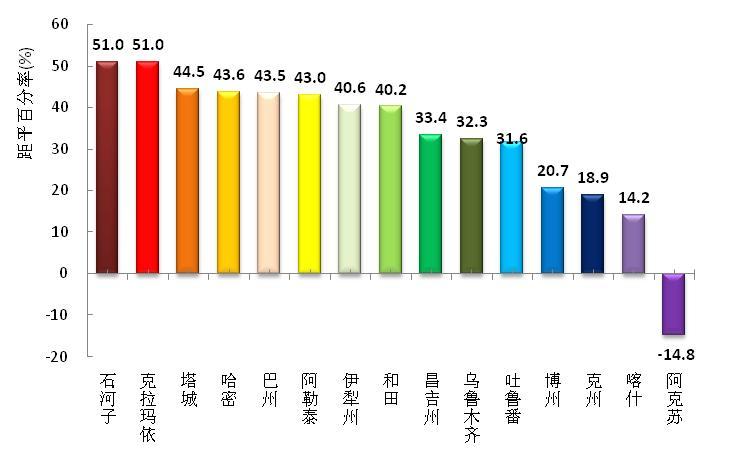 距平百分率(%)
60
50
40
30
20
10
0
-10
-20
51.0
51.0
44.5
43.6
43.5
43.0
40.6
40.2
33.4
32.3
31.6
20.7
18.9
14.2
-14.8
石河子
克拉玛依
塔城
哈密
巴州
阿勒泰
伊犁州
和田
昌吉州
乌鲁木齐
吐鲁番
博州
克州
喀什
阿克苏